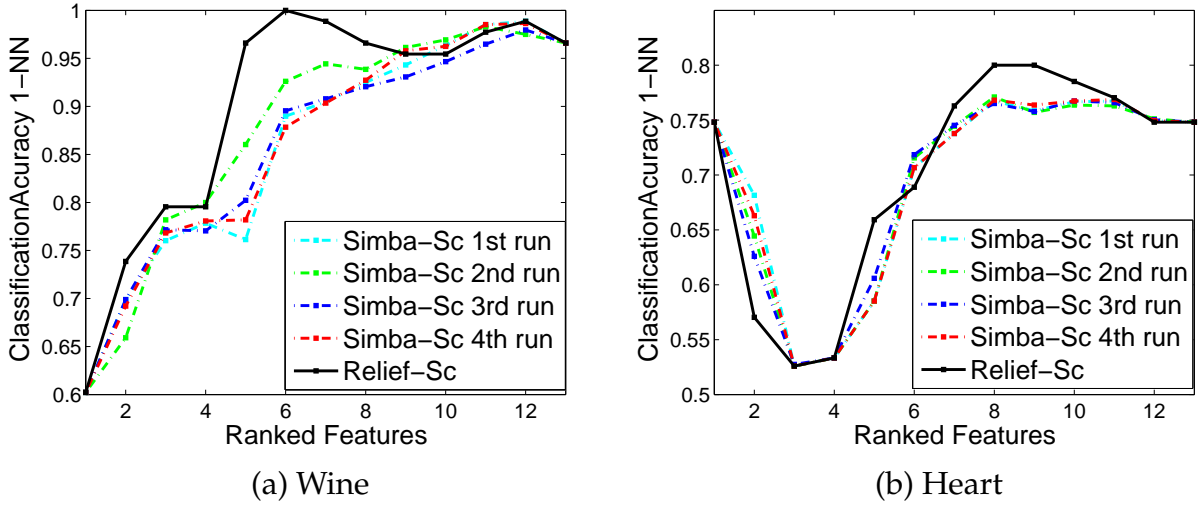 ClassificationAcuracy 1−NN
1
0.95
0.9
0.85
0.8
0.75
0.7
0.65
0.6
2 4 6 8 10 12
Ranked Features
Simba−Sc 1st run
Simba−Sc 2nd run
Simba−Sc 3rd run
Simba−Sc 4th run
Relief−Sc
(a) Wine
ClassificationAcuracy 1−NN
0.8
0.75
0.7
0.65
0.6
0.55
0.5
2 4 6 8 10 12
Ranked Features
Simba−Sc 1st run
Simba−Sc 2nd run
Simba−Sc 3rd run
Simba−Sc 4th run
Relief−Sc
(b) Heart